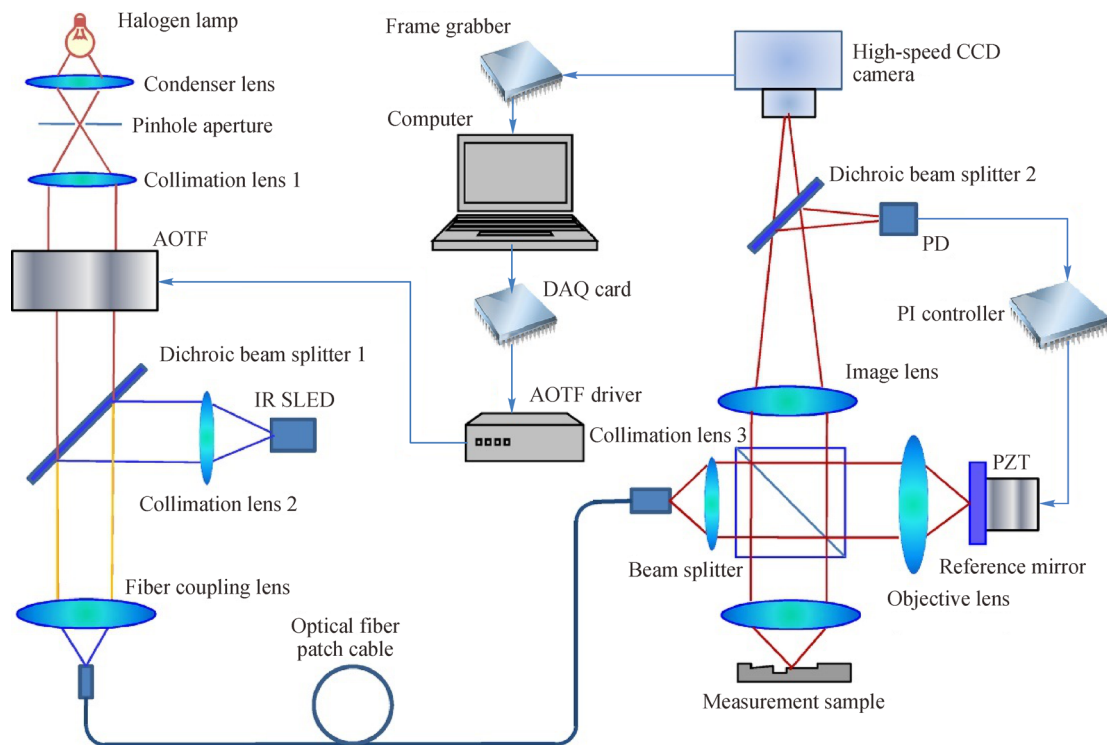 Halogen lamp
Condenser lens
Pinhole aperture
Collimation lens 1
AOTF
Dichroic beam splitter 1
IR SLED
Collimation lens 2
Fiber coupling lens
Optical fiber
patch cable
Frame grabber
Computer
DAQ card
AOTF driver
High-speed CCD
camera
Dichroic beam splitter 2
PD
PI controller
Image lens
Collimation lens 3
PZT
Beam splitter
Reference mirror
Objective lens
Measurement sample